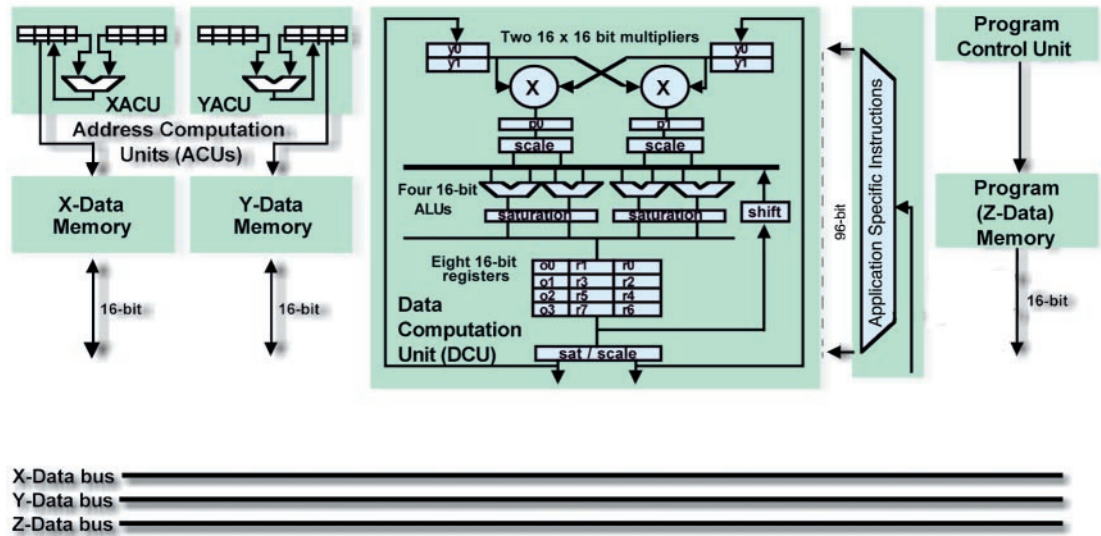 XACU
YACU
Address Computation
Units (ACUs)
X-Data
Memory
Y-Data
Memory
16-bit
16-bit
Two 16 x 16 bit multipliers
y0
y1
y0
y1
X
X
p0
p1
scale
scale
Four 16-bit
ALUs
saturation
saturation
shift
Eight 16-bit
registers
o0 r1 r0
o1 r3 r2
o2 r5 r4
o3 r7 r6
Data
Computation
Unit (DCU)
sat / scale
96-bit
Application Specific Instructions
Program
Control Unit
Program
(Z-Data)
Memory
16-bit
X-Data bus
Y-Data bus
Z-Data bus